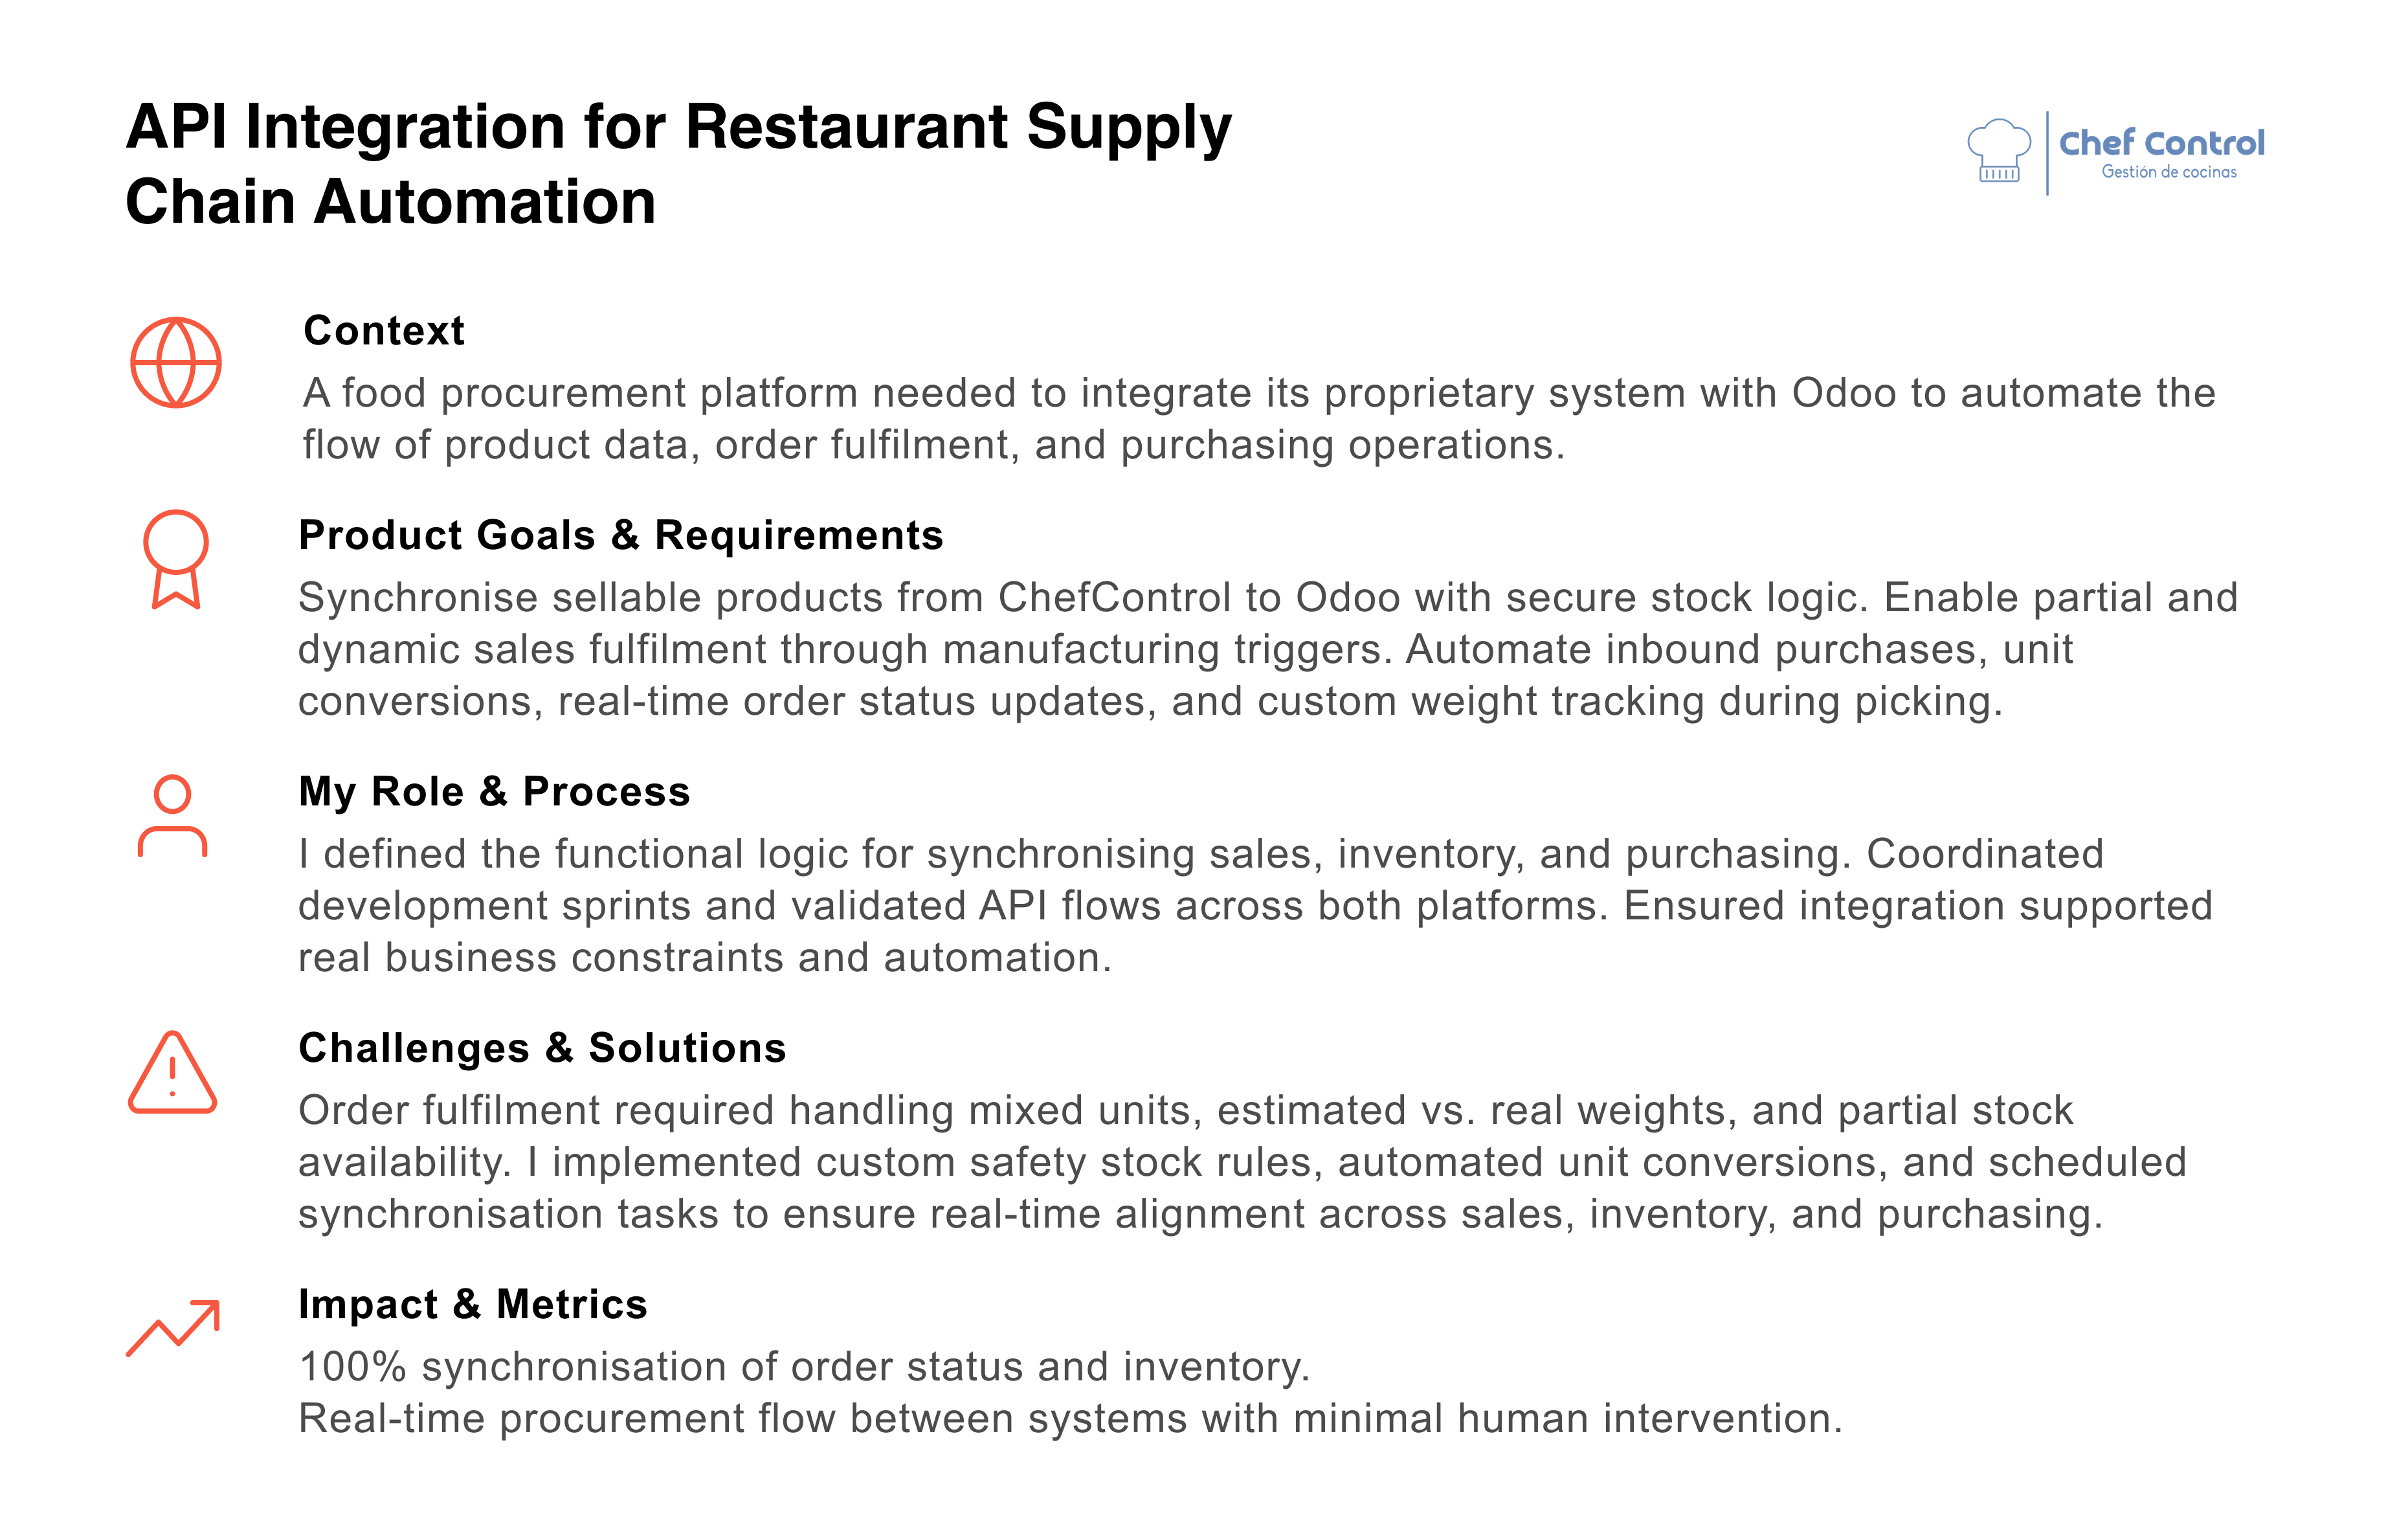 API Integration for Restaurant Supply
Chain Automation
Chef Control
Gestión de cocinas
Context
A food procurement platform needed to integrate its proprietary system with Odoo to automate the
flow of product data, order fulfilment, and purchasing operations.
Product Goals & Requirements
Synchronise sellable products from ChefControl to Odoo with secure stock logic. Enable partial and
dynamic sales fulfilment through manufacturing triggers. Automate inbound purchases, unit
conversions, real-time order status updates, and custom weight tracking during picking.
My Role & Process
I defined the functional logic for synchronising sales, inventory, and purchasing. Coordinated
development sprints and validated API flows across both platforms. Ensured integration supported
real business constraints and automation.
Challenges & Solutions
Order fulfilment required handling mixed units, estimated vs. real weights, and partial stock
availability. I implemented custom safety stock rules, automated unit conversions, and scheduled
synchronisation tasks to ensure real-time alignment across sales, inventory, and purchasing.
Impact & Metrics
100% synchronisation of order status and inventory.
Real-time procurement flow between systems with minimal human intervention.